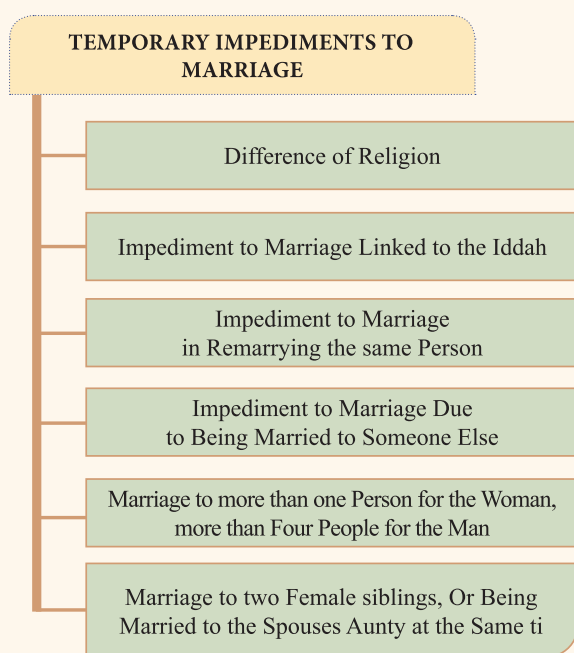 TEMPORARY IMPEDIMENTS TO
MARRIAGE
Difference of Religion
Impediment to Marriage Linked to the Iddah
Impediment to Marriage
in Remarrying the same Person
Impediment to Marriage Due
to Being Married to Someone Else
Marriage to more than one Person for the Woman,
more than Four People for the Man
Marriage to two Female siblings, Or Being
Married to the Spouses Aunty at the Same ti